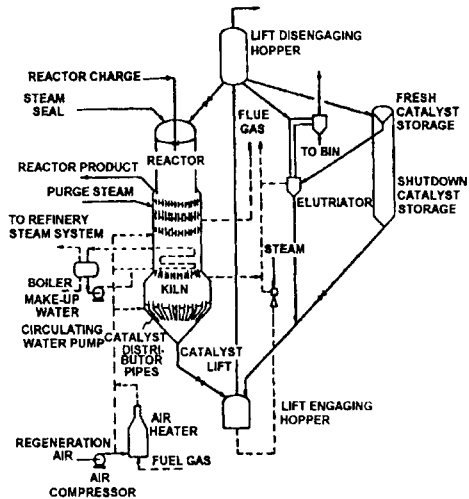 LIFT DISENGAGING
HOPPER
REACTOR CHARGE
STEAM
SEAL
FLUE
GAS
FRESH
CATALYST
STORAGE
REACTOR
TO BIN
REACTOR PRODUCT
PURGE STEAM
ELUTRIATOR
SHUTDOWN
CATALYST
STORAGE
TO REFINERY
STEAM SYSTEM
STEAM
BOILER
MAKE-UP
WATER
KILN
CIRCULATING
WATER PUMP
CATALYST
DISTRI-
BUTOR
PIPES
CATALYST
LIFT
LIFT ENGAGING
HOPPER
AIR
HEATER
REGENERATION
AIR
FUEL GAS
AIR
COMPRESSOR